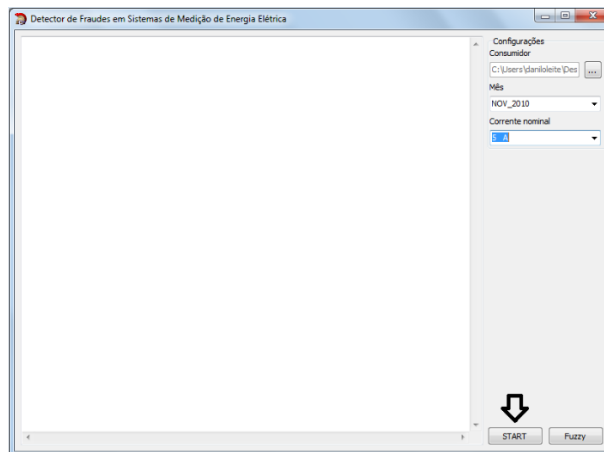 Detector de Fraudes em Sistemas de Medição de Energia Elétrica
Configurações
Consumidor
C:\Users\daniloleite\Des
...
Mês
NOV_2010
Corrente nominal
5 A
START
Fuzzy